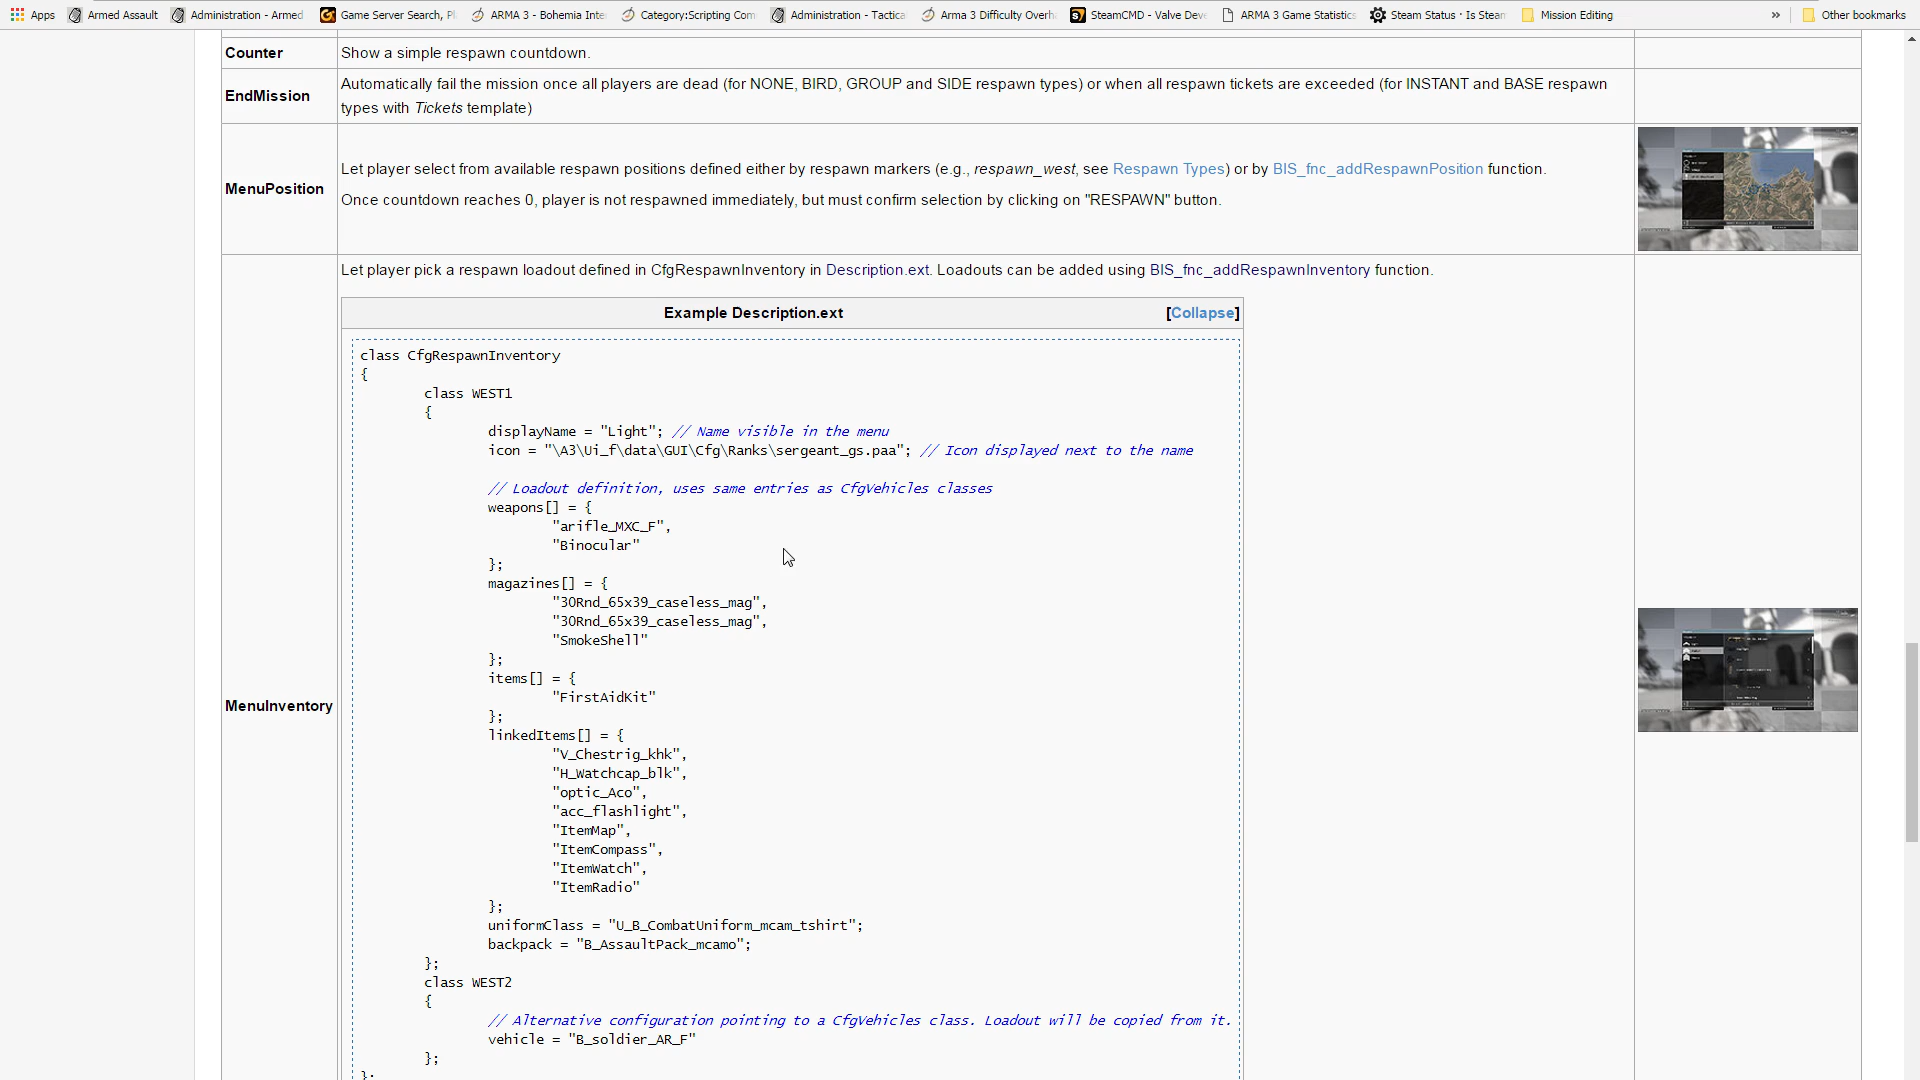 Apps Armed Assault Administration - Armed Game Server Search, Pl ARMA 3 - Bohemia Inte Category:Scripting Com Administration - Tactica Arma 3 Difficulty Overh SteamCMD - Valve Deve ARMA 3 Game Statistics Steam Status · Is Steam Mission Editing » Other bookmarks
Counter Show a simple respawn countdown.
EndMission
Automatically fail the mission once all players are dead (for NONE, BIRD, GROUP and SIDE respawn types) or when all respawn tickets are exceeded (for INSTANT and BASE respawn
types with Tickets template)
MenuPosition
Let player select from available respawn positions defined either by respawn markers (e.g., respawn_west, see Respawn Types) or by BIS_fnc_addRespawnPosition function.
Once countdown reaches 0, player is not respawned immediately, but must confirm selection by clicking on "RESPAWN" button.
MenuInventory
Let player pick a respawn loadout defined in CfgRespawnInventory in Description.ext. Loadouts can be added using BIS_fnc_addRespawnInventory function.
Example Description.ext [Collapse]
class CfgRespawnInventory
{
class WEST1
{
displayName = "Light"; // Name visible in the menu
icon = "\A3\Ui_f\data\GUI\Cfg\Ranks\sergeant_gs.paa"; // Icon displayed next to the name
// Loadout definition, uses same entries as CfgVehicles classes
weapons[] = {
"arifle_MXC_F",
"Binocular"
};
magazines[] = {
"30Rnd_65x39_caseless_mag",
"30Rnd_65x39_caseless_mag",
"SmokeShell"
};
items[] = {
"FirstAidKit"
};
linkedItems[] = {
"V_Chestrig_khk",
"H_Watchcap_blk",
"optic_Aco",
"acc_flashlight",
"ItemMap",
"ItemCompass",
"ItemWatch",
"ItemRadio"
};
uniformClass = "U_B_CombatUniform_mcam_tshirt";
backpack = "B_AssaultPack_mcamo";
};
class WEST2
{
// Alternative configuration pointing to a CfgVehicles class. Loadout will be copied from it.
vehicle = "B_soldier_AR_F"
};
};